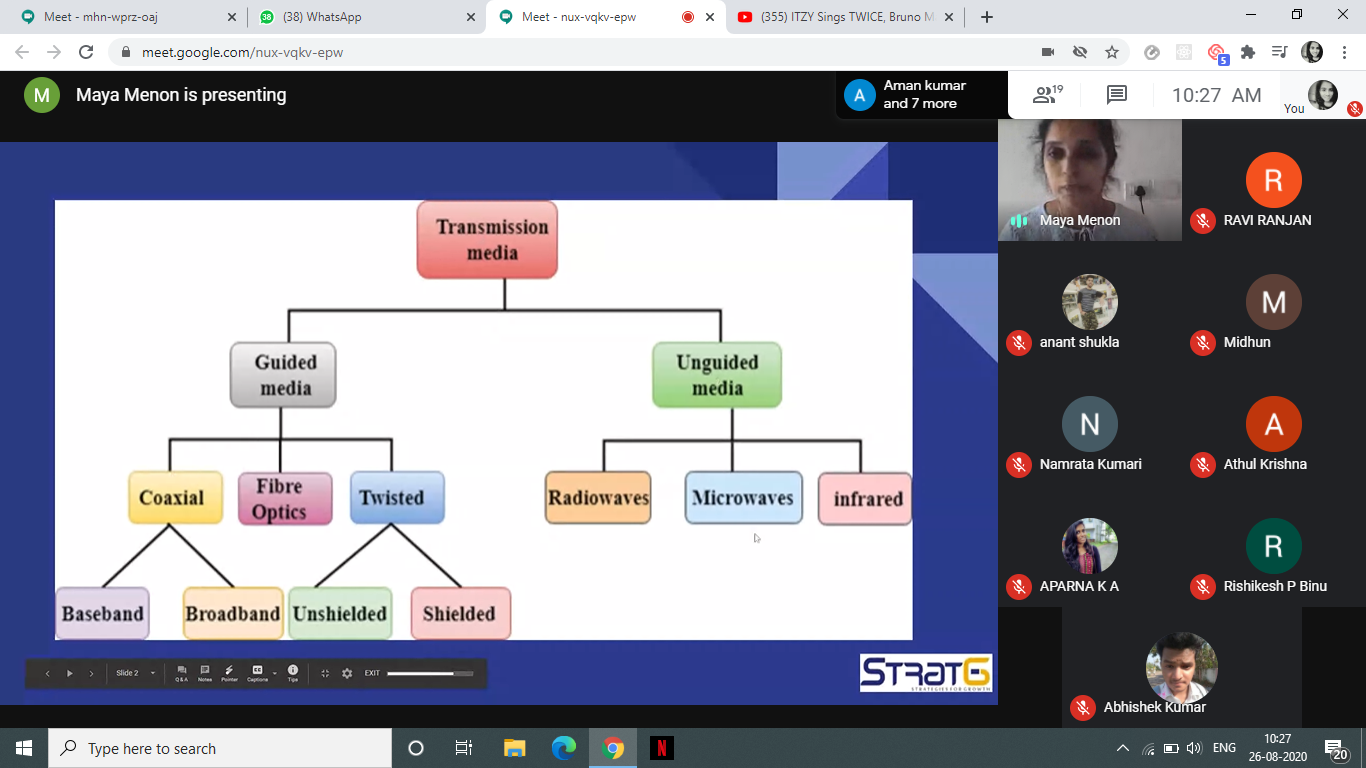 Meet - mhn-wprz-oaj
(38) WhatsApp
Meet - nux-vqkv-epw
(355) ITZY Sings TWICE, Bruno M
meet.google.com/nux-vqkv-epw
5
M
Maya Menon is presenting
A
Aman kumar
and 7 more
19
10:27 AM
You
Transmission
media
Guided
media
Unguided
media
Coaxial
Fibre
Optics
Twisted
Radiowaves
Microwaves
infrared
Baseband
Broadband
Unshielded
Shielded
Slide 2
Q & A
Notes
Pointer
Captions
Tips
EXIT
STRATG
STRATEGIES FOR GROWTH
Maya Menon
R
RAVI RANJAN
anant shukla
M
Midhun
N
Namrata Kumari
A
Athul Krishna
APARNA K A
R
Rishikesh P Binu
Abhishek Kumar
Type here to search
N
ENG
10:27
26-08-2020
20